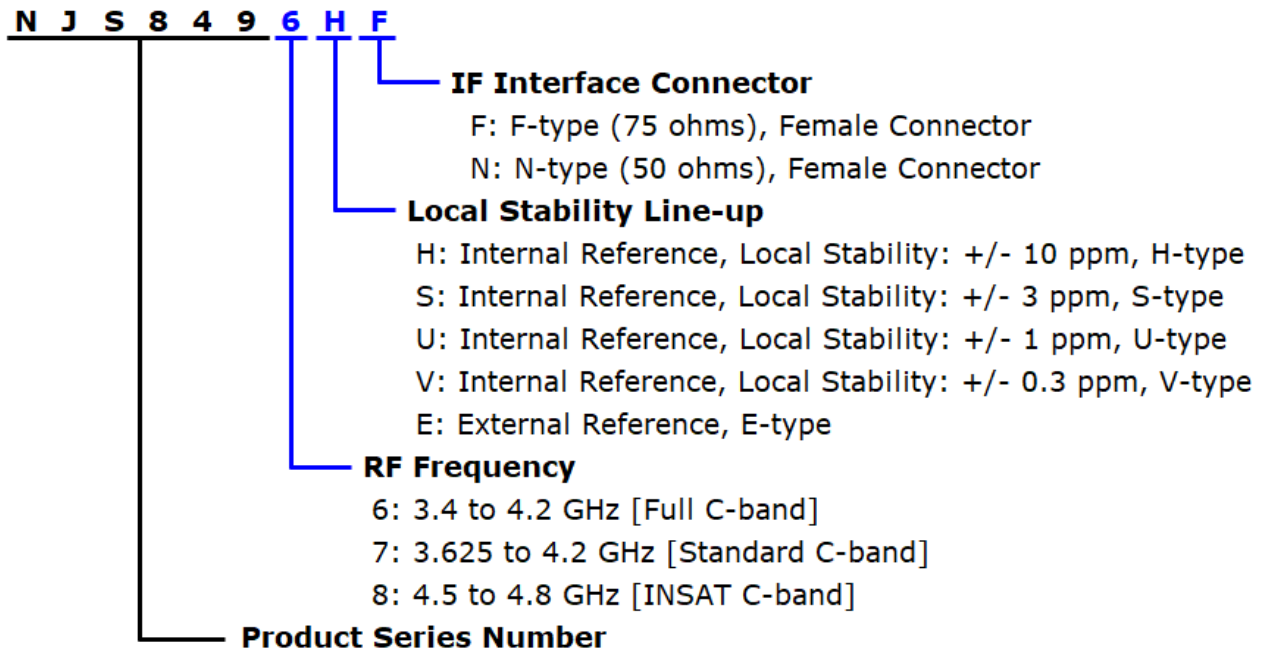 N J S 8 4 9 6 H F
IF Interface Connector
F: F-type (75 ohms), Female Connector
N: N-type (50 ohms), Female Connector
Local Stability Line-up
H: Internal Reference, Local Stability: +/- 10 ppm, H-type
S: Internal Reference, Local Stability: +/- 3 ppm, S-type
U: Internal Reference, Local Stability: +/- 1 ppm, U-type
V: Internal Reference, Local Stability: +/- 0.3 ppm, V-type
E: External Reference, E-type
RF Frequency
6: 3.4 to 4.2 GHz [Full C-band]
7: 3.625 to 4.2 GHz [Standard C-band]
8: 4.5 to 4.8 GHz [INSAT C-band]
Product Series Number